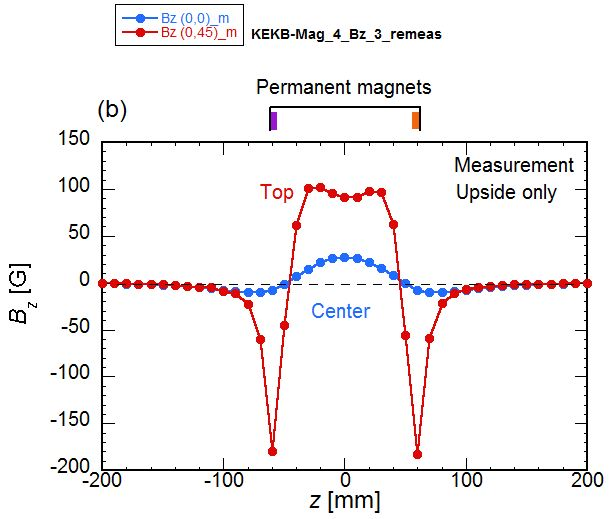 Bz (0,0)_m
Bz (0,45)_m
KEKB-Mag_4_Bz_3_remeas
Permanent magnets
(b)
150
100
50
0
-50
-100
-150
-200
Bz [G]
Measurement
Upside only
Top
Center
-200
-100
0
100
200
z [mm]